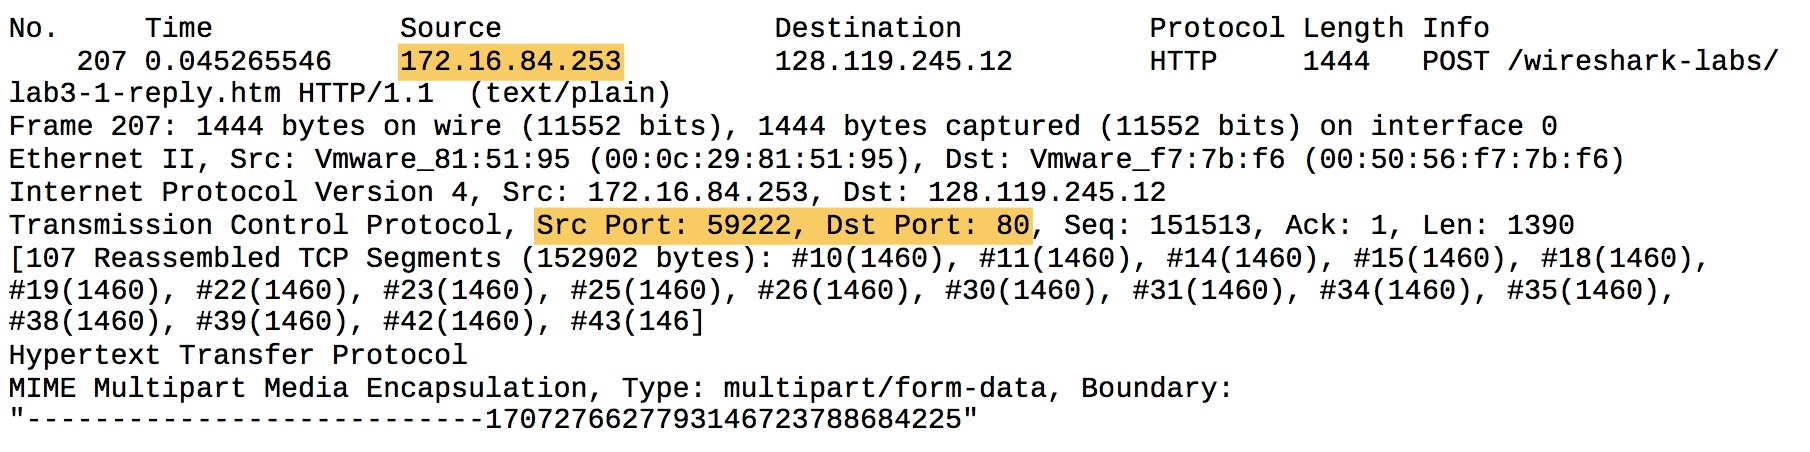 No.     Time           Source                Destination           Protocol Length Info
    207 0.045265546    172.16.84.253         128.119.245.12        HTTP     1444   POST /wireshark-labs/
lab3-1-reply.htm HTTP/1.1  (text/plain)
Frame 207: 1444 bytes on wire (11552 bits), 1444 bytes captured (11552 bits) on interface 0
Ethernet II, Src: Vmware_81:51:95 (00:0c:29:81:51:95), Dst: Vmware_f7:7b:f6 (00:50:56:f7:7b:f6)
Internet Protocol Version 4, Src: 172.16.84.253, Dst: 128.119.245.12
Transmission Control Protocol, Src Port: 59222, Dst Port: 80, Seq: 151513, Ack: 1, Len: 1390
[107 Reassembled TCP Segments (152902 bytes): #10(1460), #11(1460), #14(1460), #15(1460), #18(1460),
#19(1460), #22(1460), #23(1460), #25(1460), #26(1460), #30(1460), #31(1460), #34(1460), #35(1460),
#38(1460), #39(1460), #42(1460), #43(146]
Hypertext Transfer Protocol
MIME Multipart Media Encapsulation, Type: multipart/form-data, Boundary:
"---------------------------1707276627793146723788684225"